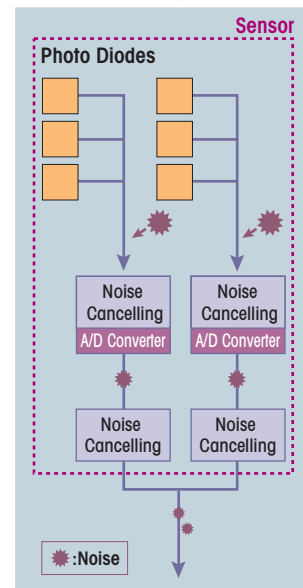 Sensor
Photo Diodes
Noise
Cancelling
A/D Converter
Noise
Cancelling
A/D Converter
Noise
Cancelling
Noise
Cancelling
:Noise